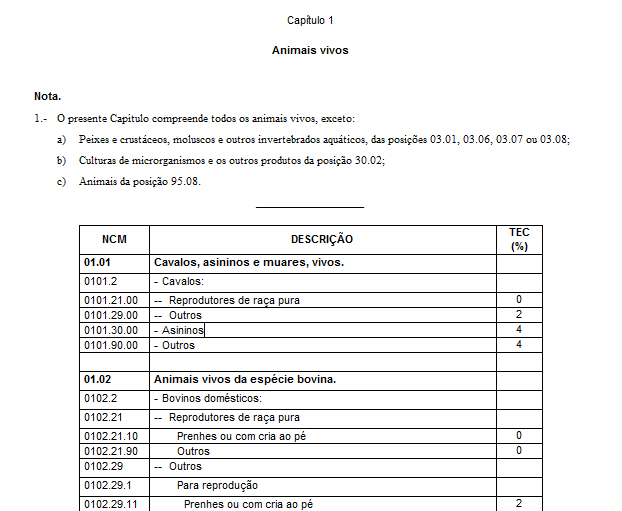 Capítulo 1
Animais vivos
Nota.
1.- O presente Capitulo compreende todos os animais vivos, exceto:
a) Peixes e crustáceos, moluscos e outros invertebrados aquáticos, das posições 03.01, 03.06, 03.07 ou 03.08;
b) Culturas de microrganismos e os outros produtos da posição 30.02;
c) Animais da posição 95.08.
NCM DESCRIÇÃO TEC (%)
01.01 Cavalos, asininos e muares, vivos.
0101.2 - Cavalos:
0101.21.00 -- Reprodutores de raça pura 0
0101.29.00 -- Outros 2
0101.30.00 - Asininos 4
0101.90.00 - Outros 4
01.02 Animais vivos da espécie bovina.
0102.2 - Bovinos domésticos:
0102.21 -- Reprodutores de raça pura
0102.21.10 Prenhes ou com cria ao pé 0
0102.21.90 Outros 0
0102.29 -- Outros
0102.29.1 Para reprodução
0102.29.11 Prenhes ou com cria ao pé 2